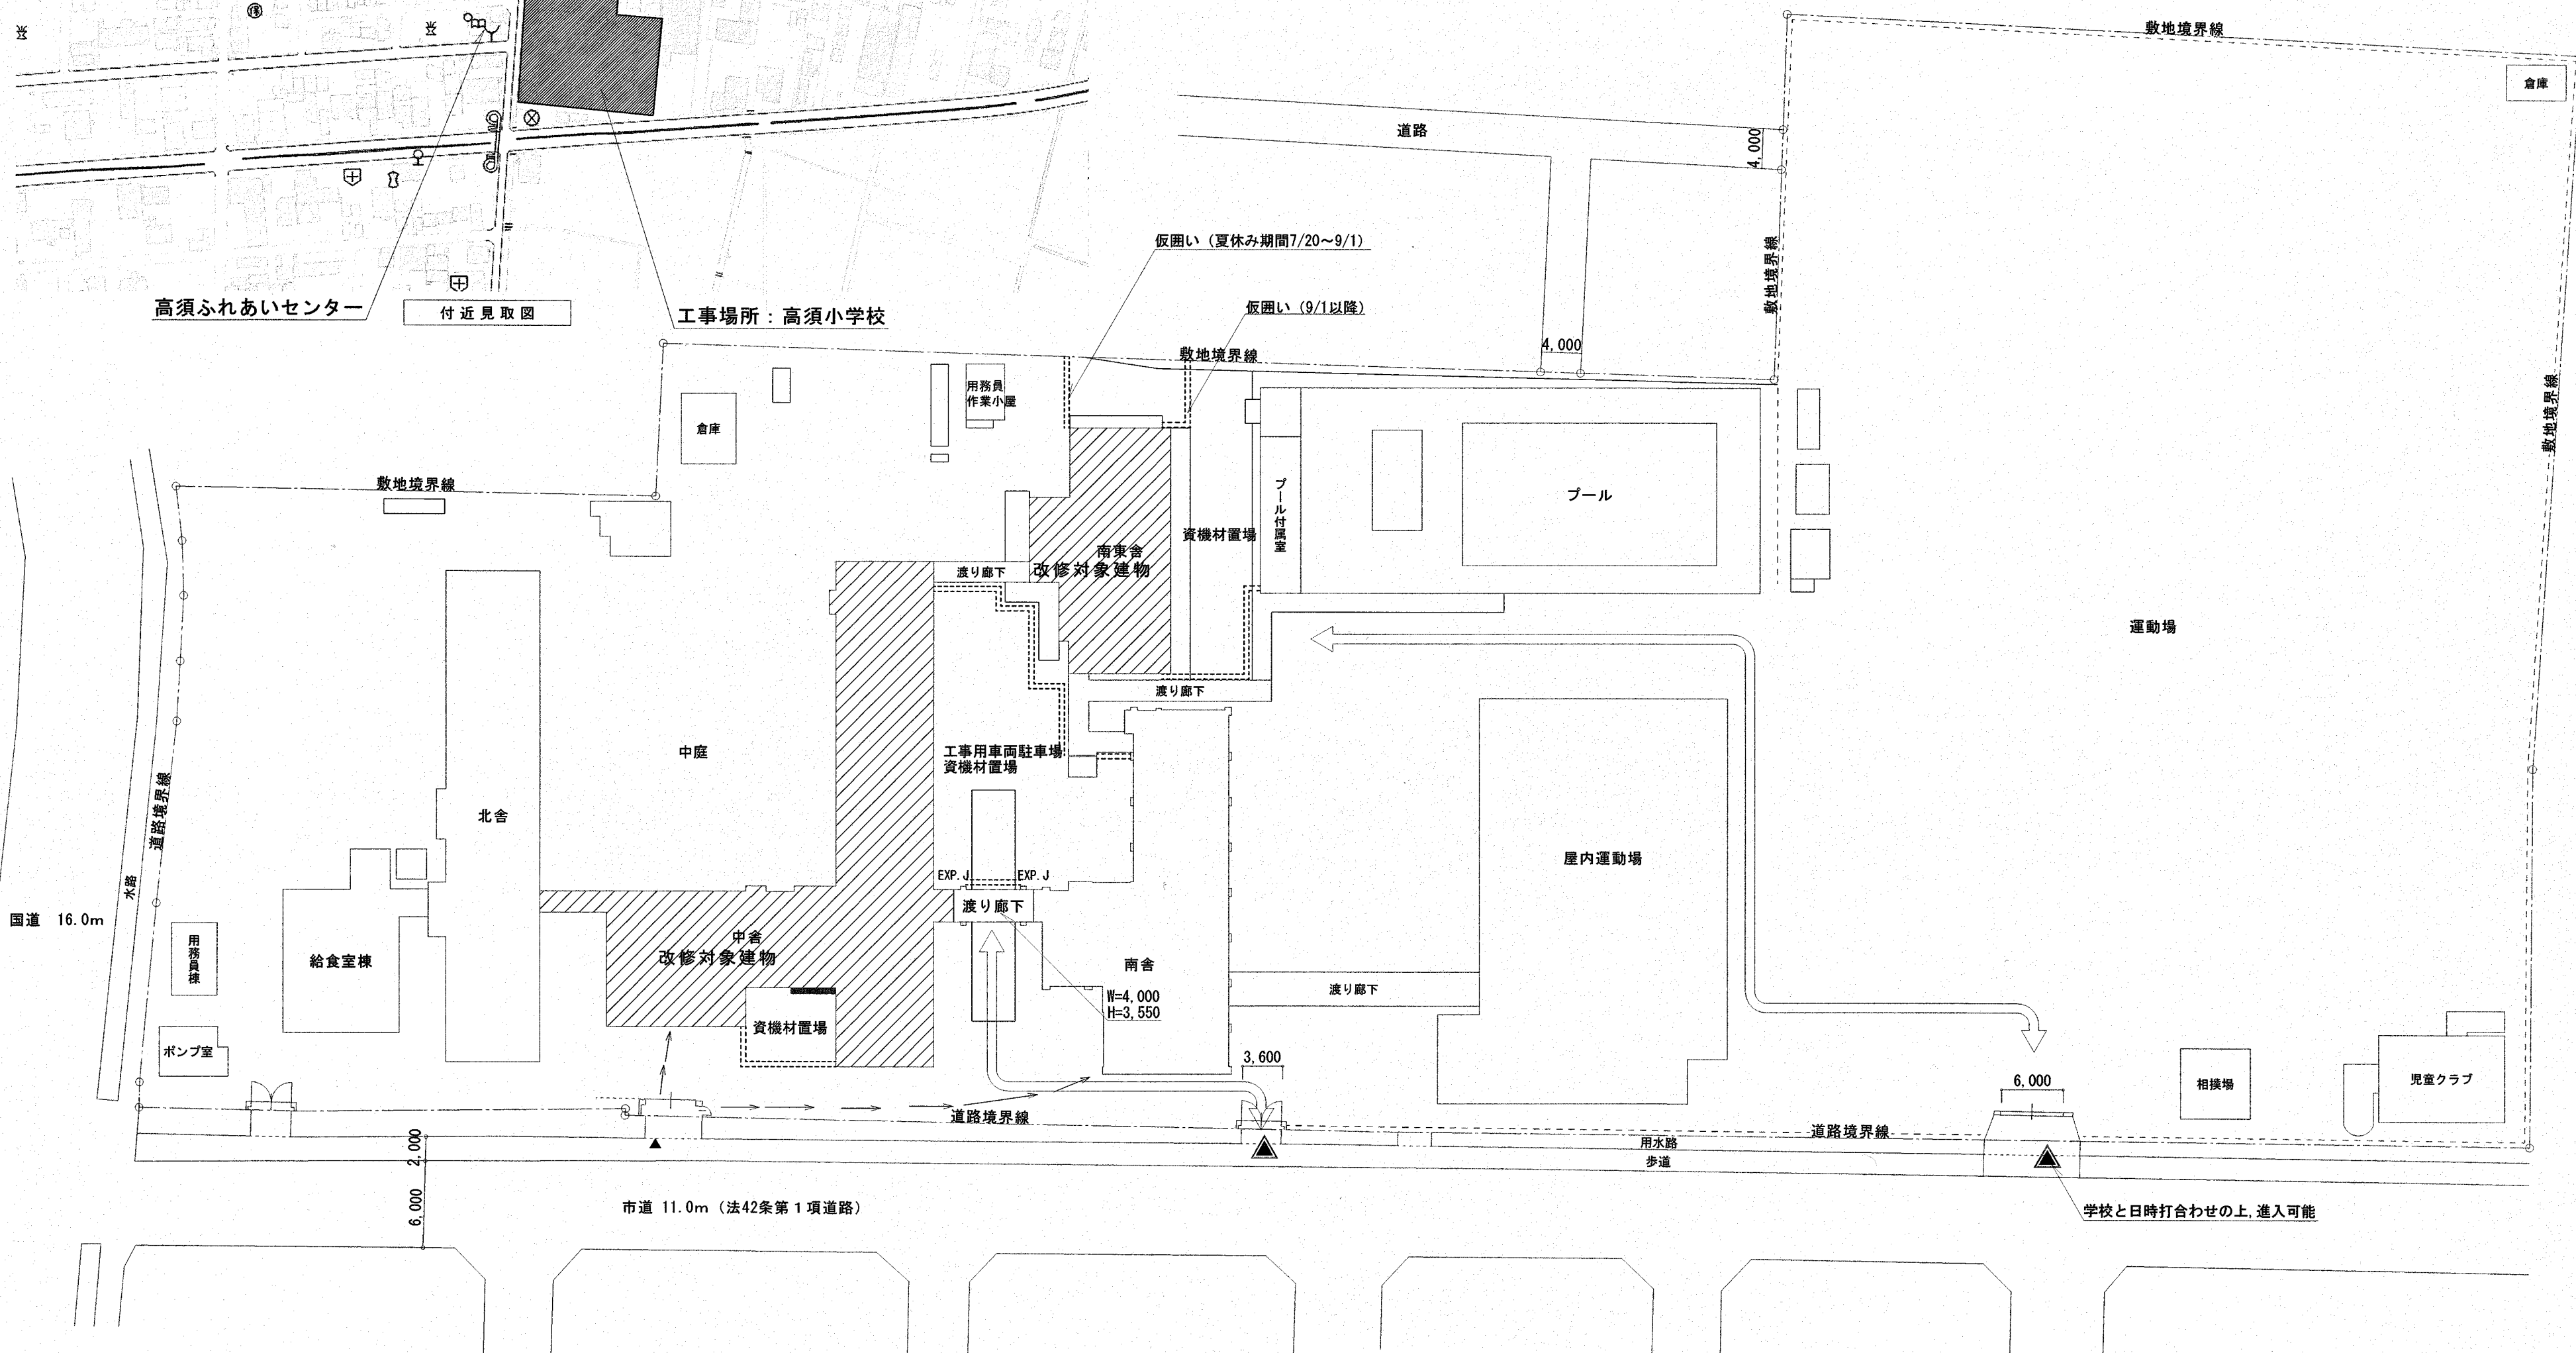 敷地境界線
倉庫
道路
4,000
仮囲い（夏休み期間7/20～9/1）
敷地境界線
高須ふれあいセンター
付近見取図
工事場所：高須小学校
仮囲い（9/1以降）
敷地境界線
4,000
用務員
作業小屋
倉庫
敷地境界線
敷地境界線
プール
プール付属室
資機材置場
南東舎
改修対象建物
渡り廊下
運動場
渡り廊下
中庭
工事用車両駐車場
資機材置場
道路境界線
北舎
屋内運動場
EXP.J
EXP.J
水路
国道 16.0m
渡り廊下
用務員棟
給食室棟
中舎
改修対象建物
南舎
渡り廊下
W=4,000
H=3,550
資機材置場
ポンプ室
3,600
6,000
相撲場
児童クラブ
道路境界線
道路境界線
用水路
歩道
2,000
6,000
市道 11.0m（法42条第１項道路）
学校と日時打合わせの上,進入可能